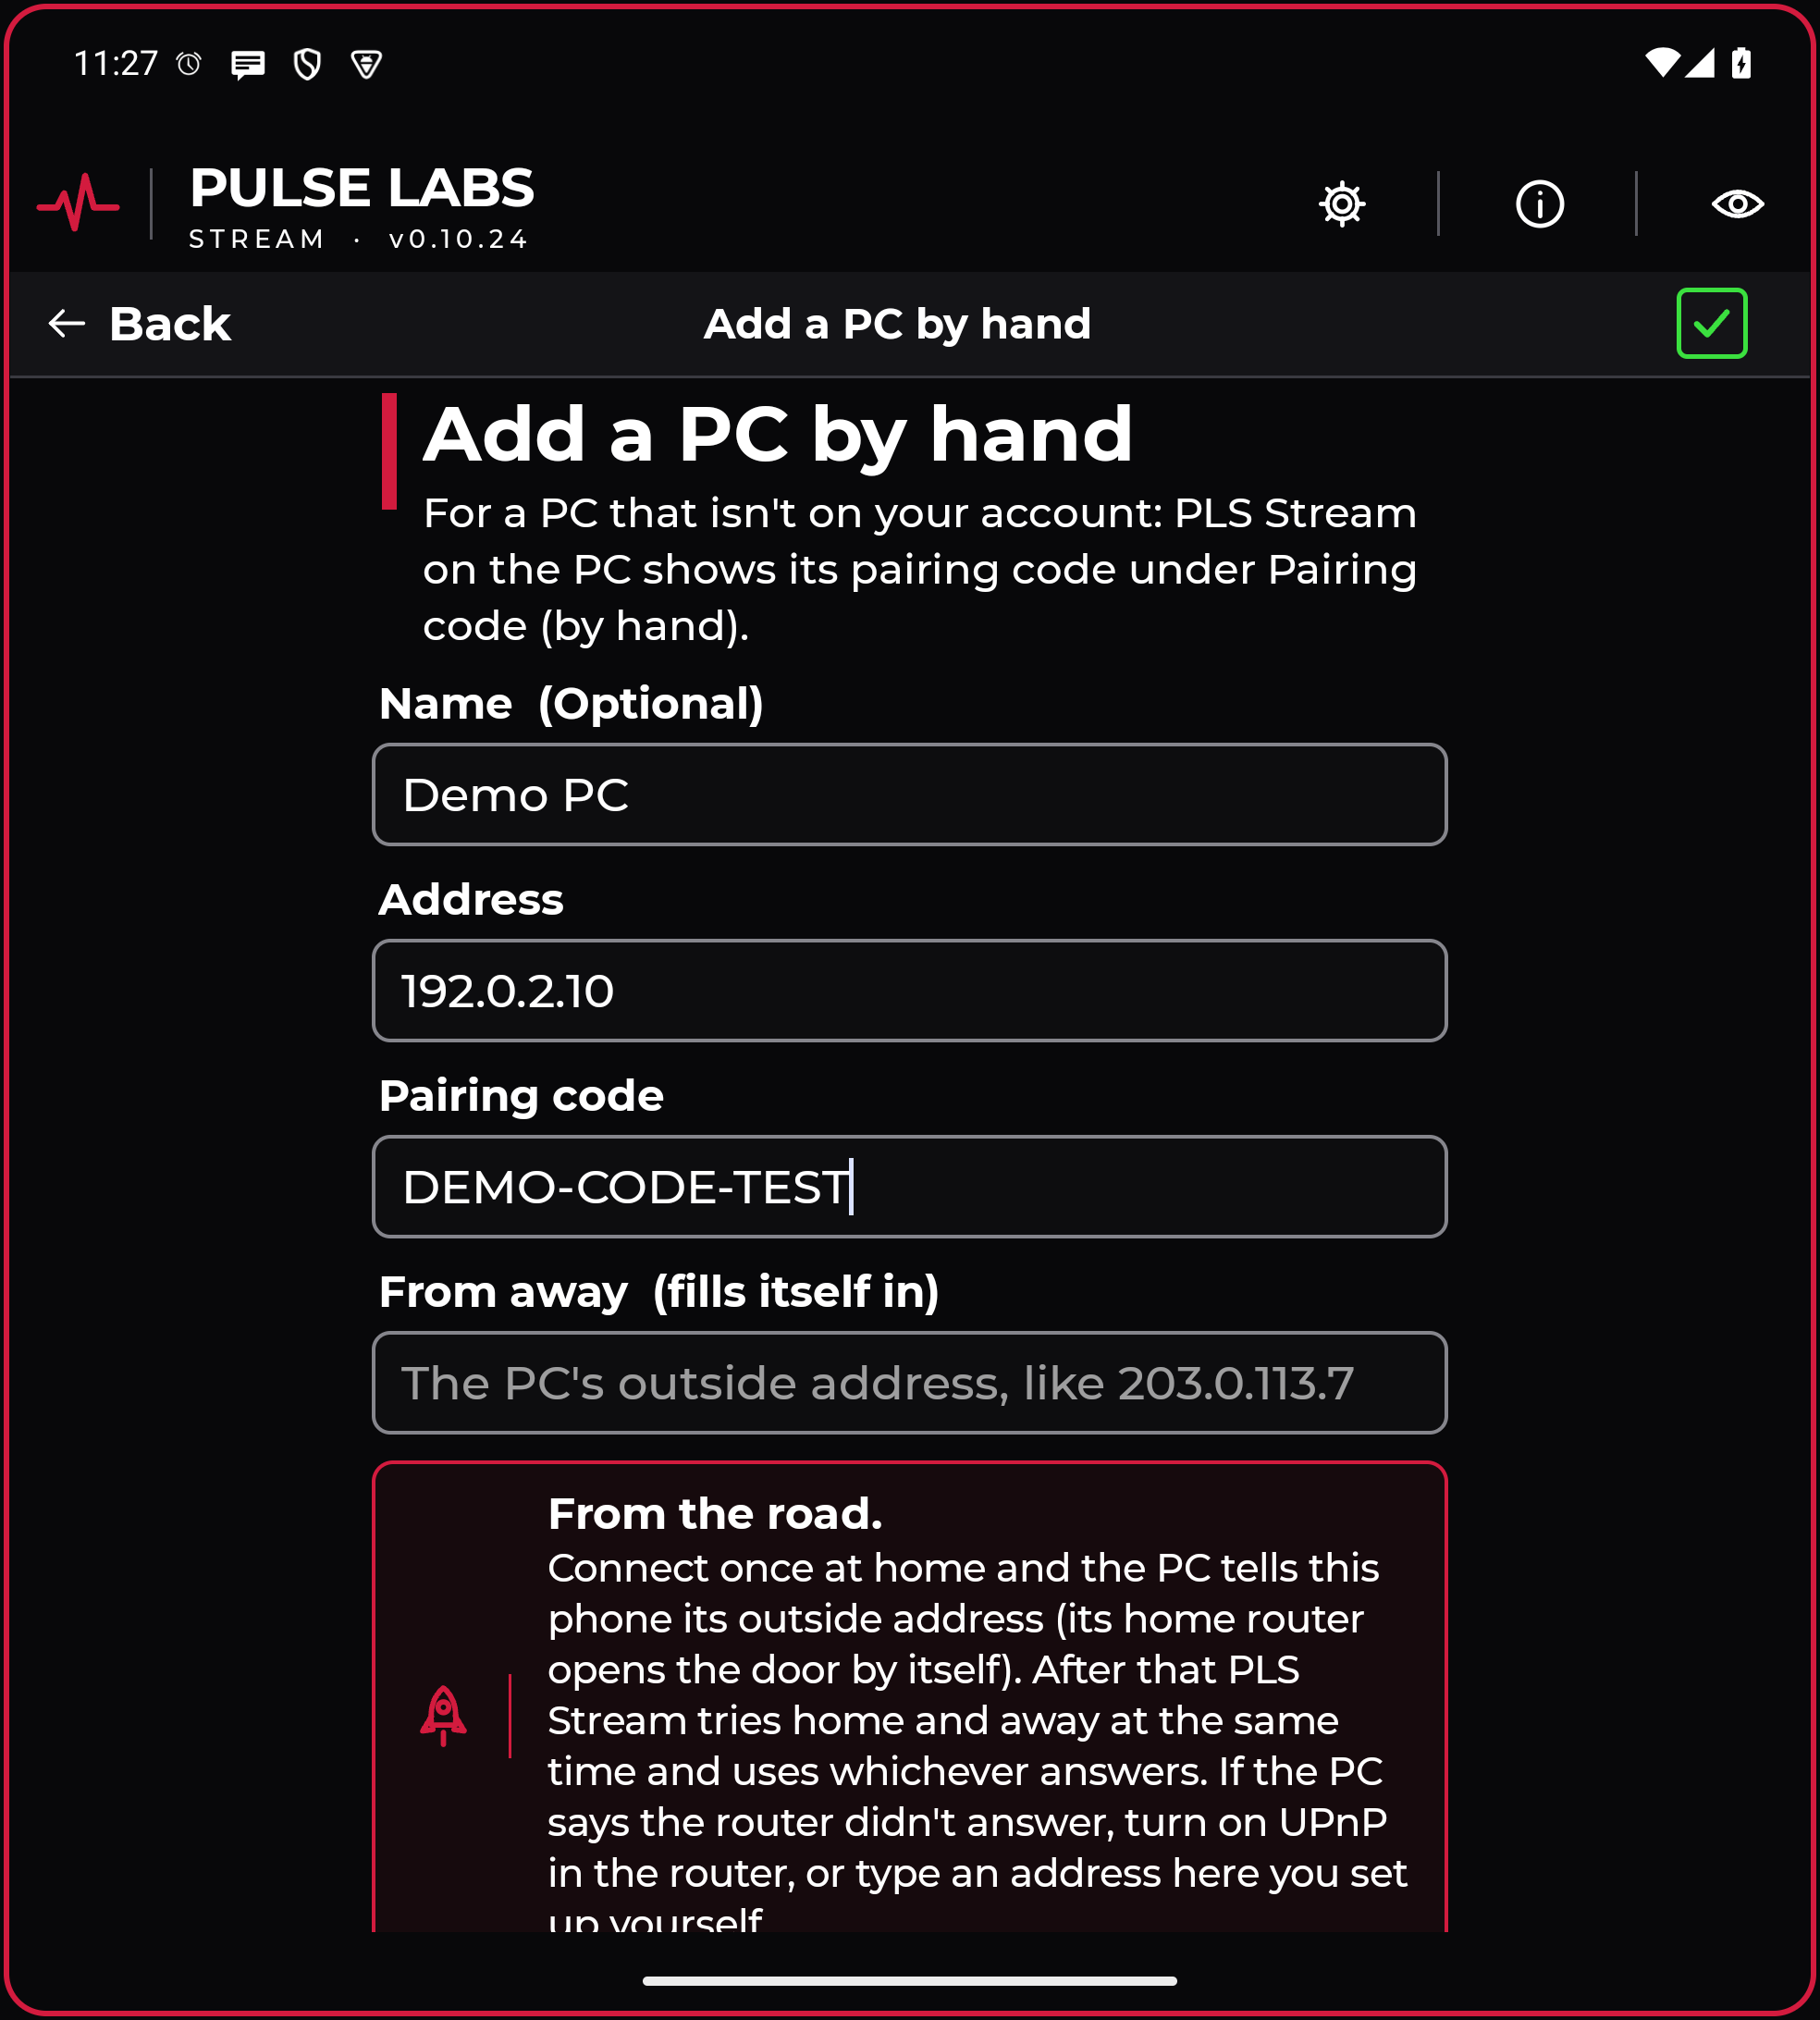 11:27
PULSE LABS
STREAM · v0.10.24
Back
Add a PC by hand
Add a PC by hand
For a PC that isn't on your account: PLS Stream
on the PC shows its pairing code under Pairing
code (by hand).
Name (Optional)
Demo PC
Address
192.0.2.10
Pairing code
DEMO-CODE-TEST
From away (fills itself in)
The PC's outside address, like 203.0.113.7
From the road.
Connect once at home and the PC tells this
phone its outside address (its home router
opens the door by itself). After that PLS
Stream tries home and away at the same
time and uses whichever answers. If the PC
says the router didn't answer, turn on UPnP
in the router, or type an address here you set
up yourself